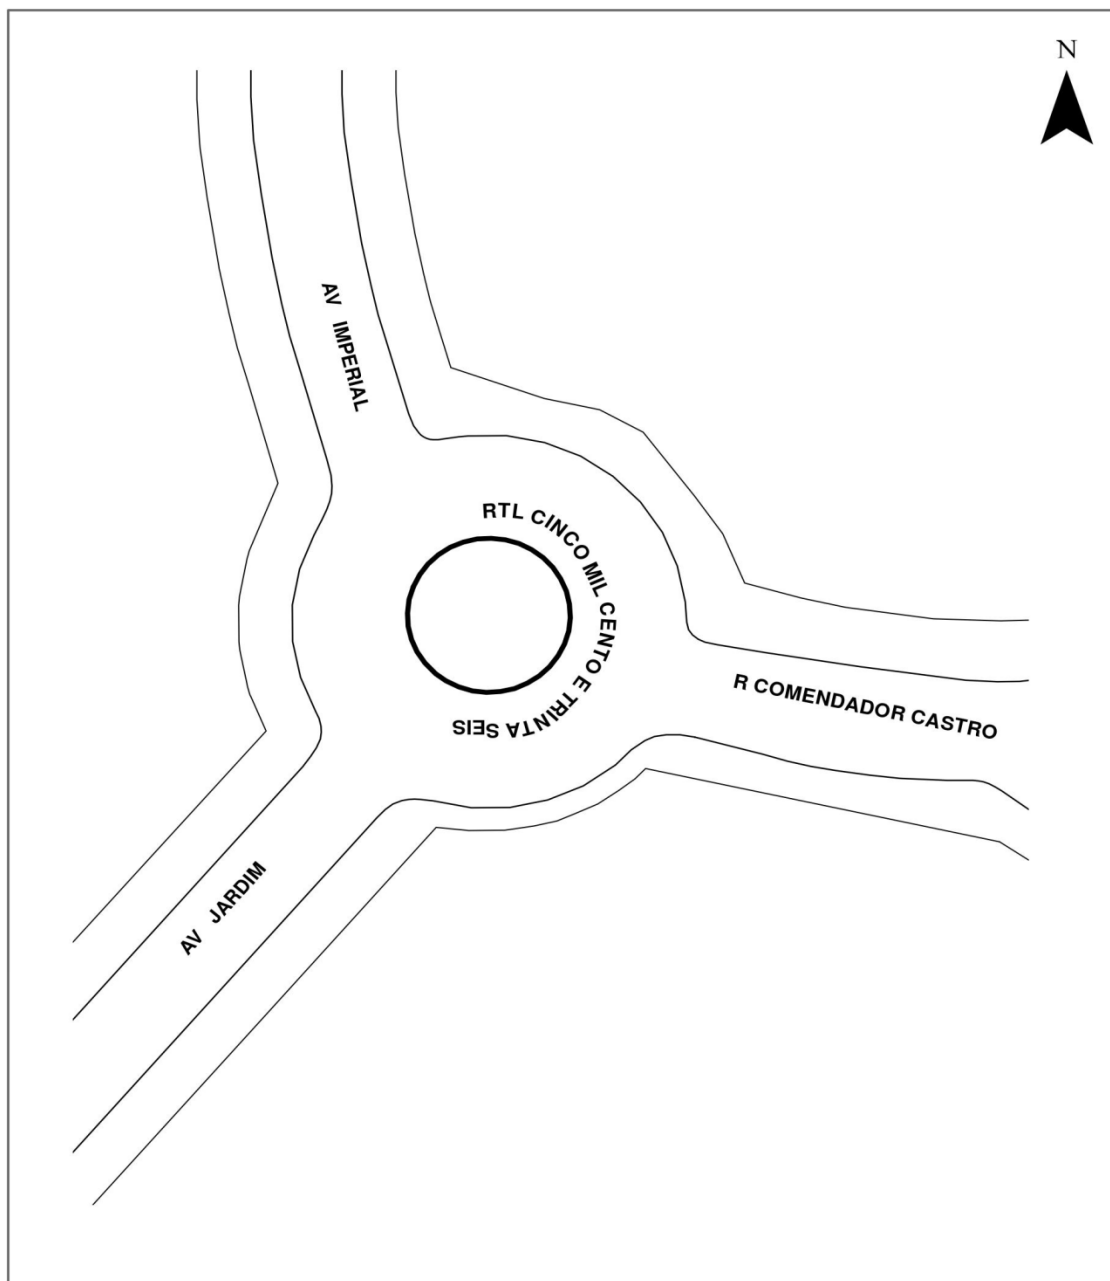 N
AV IMPERIAL
RTL CINCO MIL CENTO E TRINTA SEIS
R COMENDADOR CASTRO
AV JARDIM